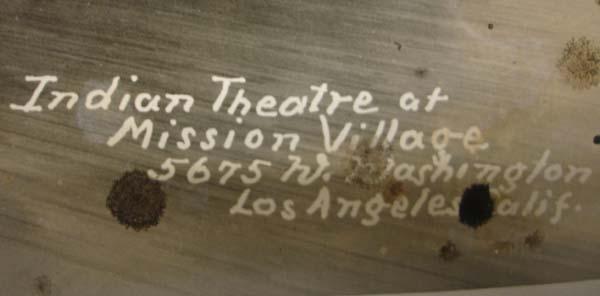 Indian Theatre at
Mission Village
5675 W. Washington
Los Angeles Calif.